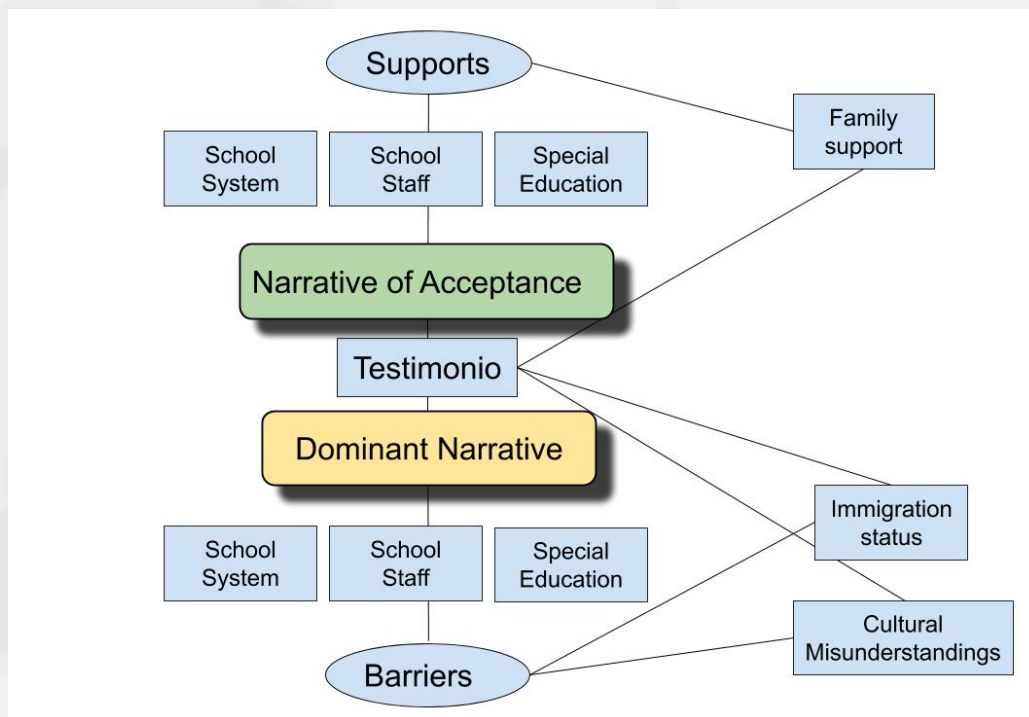 Supports
Family
support
School
System
School
Staff
Special
Education
Narrative of Acceptance
Testimonio
Dominant Narrative
Immigration
status
School
System
School
Staff
Special
Education
Cultural
Misunderstandings
Barriers